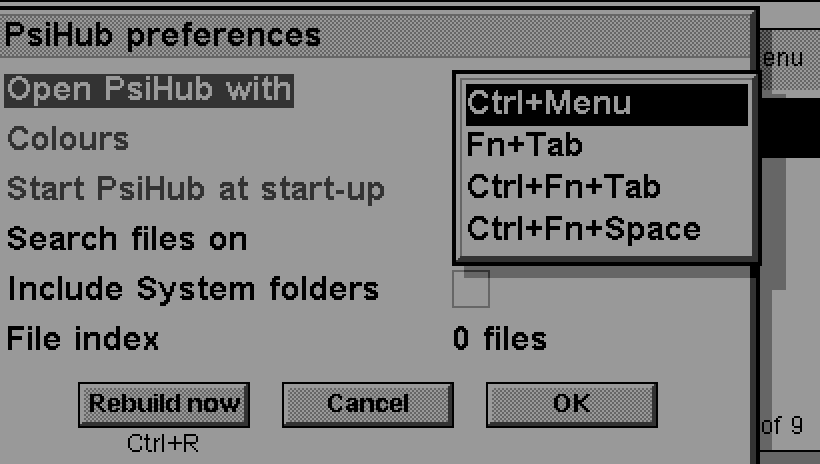 PsiHub preferences
enu
Open PsiHub with
Ctrl+Menu
Fn+Tab
Ctrl+Fn+Tab
Ctrl+Fn+Space
Colours
Start PsiHub at start-up
Search files on
Include System folders
File index
0 files
Rebuild now
Cancel
OK
Ctrl+R
of 9